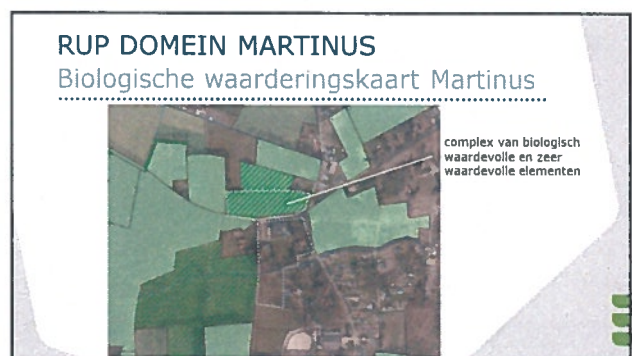 RUP DOMEIN MARTINUS
Biologische waarderingskaart Martinus
complex van biologisch
waardevolle en zeer
waardevolle elementen